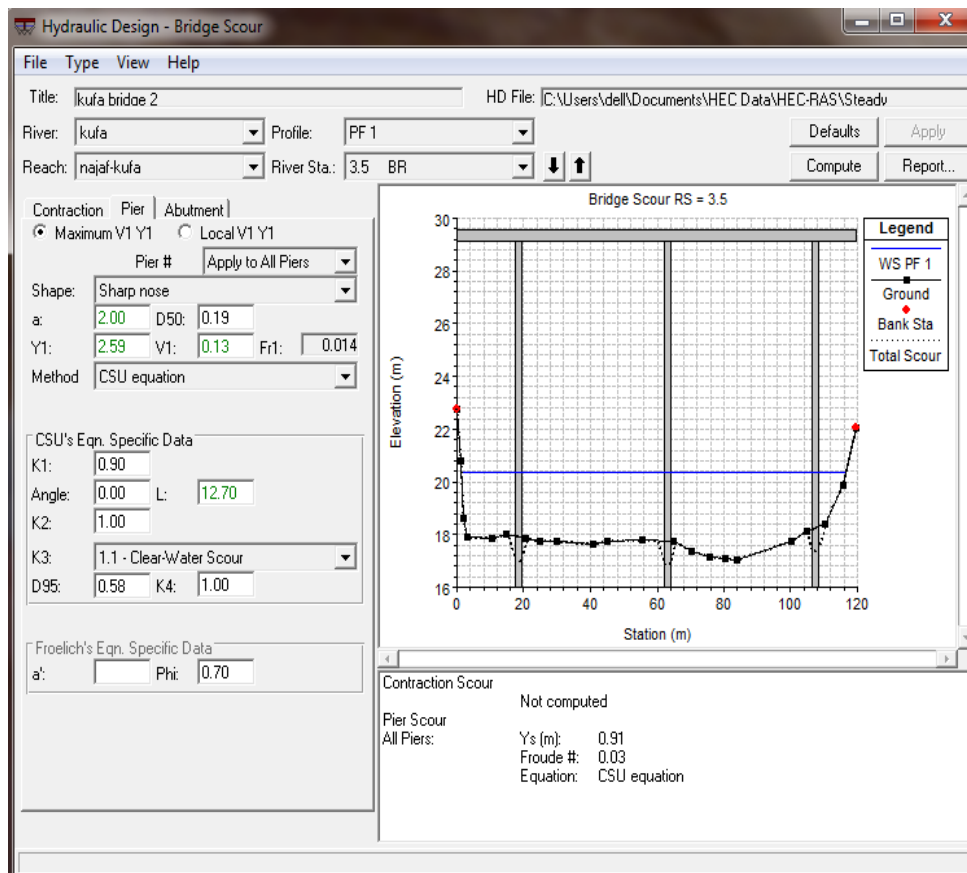 Hydraulic Design - Bridge Scour
File Type View Help
Title: kufa bridge 2 HD File: C:\Users\dell\Documents\HEC Data\HEC-RAS\Steady
River: kufa Profile: PF 1 Defaults Apply
Reach: najaf-kufa River Sta.: 3.5 BR Compute Report...
Contraction Pier Abutment
Maximum V1 Y1 Local V1 Y1
Pier # Apply to All Piers
Shape: Sharp nose
a: 2.00 D50: 0.19
Y1: 2.59 V1: 0.13 Fr1: 0.014
Method CSU equation
CSU's Eqn. Specific Data
K1: 0.90
Angle: 0.00 L: 12.70
K2: 1.00
K3: 1.1 - Clear-Water Scour
D95: 0.58 K4: 1.00
Froelich's Eqn. Specific Data
a': Phi: 0.70
Bridge Scour RS = 3.5
30
28
26
24
22
20
18
16
Elevation (m)
0 20 40 60 80 100 120
Station (m)
Legend
WS PF 1
Ground
Bank Sta
Total Scour
Contraction Scour
Not computed
Pier Scour
All Piers: Ys (m): 0.91
Froude #: 0.03
Equation: CSU equation